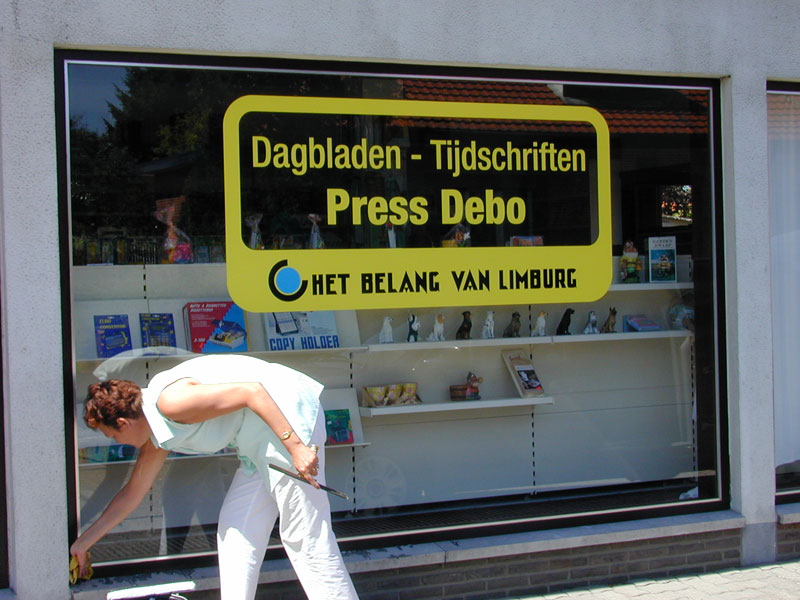 Dagbladen - Tijdschriften
Press Debo
HET BELANG VAN LIMBURG
COPY HOLDER